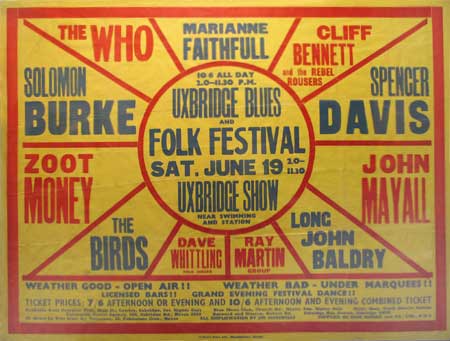 THE WHO
MARIANNE
FAITHFULL
CLIFF
BENNETT
and the REBEL
ROUSERS
SOLOMON
BURKE
10/6 ALL DAY
2.0-11.30 P.M.
UXBRIDGE BLUES
AND
FOLK FESTIVAL
SAT, JUNE 19 2.0-
11.30
UXBRIDGE SHOW
NEAR SWIMMING
AND STATION
SPENCER
DAVIS
ZOOT
MONEY
JOHN
MAYALL
THE
BIRDS
DAVE
WHITTLING
FOLK SINGER
RAY
MARTIN
GROUP
LONG
JOHN
BALDRY
WEATHER GOOD - OPEN AIR!! WEATHER BAD - UNDER MARQUEES!!
LICENSED BARS!! GRAND EVENING FESTIVAL DANCE!!
TICKET PRICES: 7/6 AFTERNOON OR EVENING AND 10/6 AFTERNOON AND EVENING COMBINED TICKET